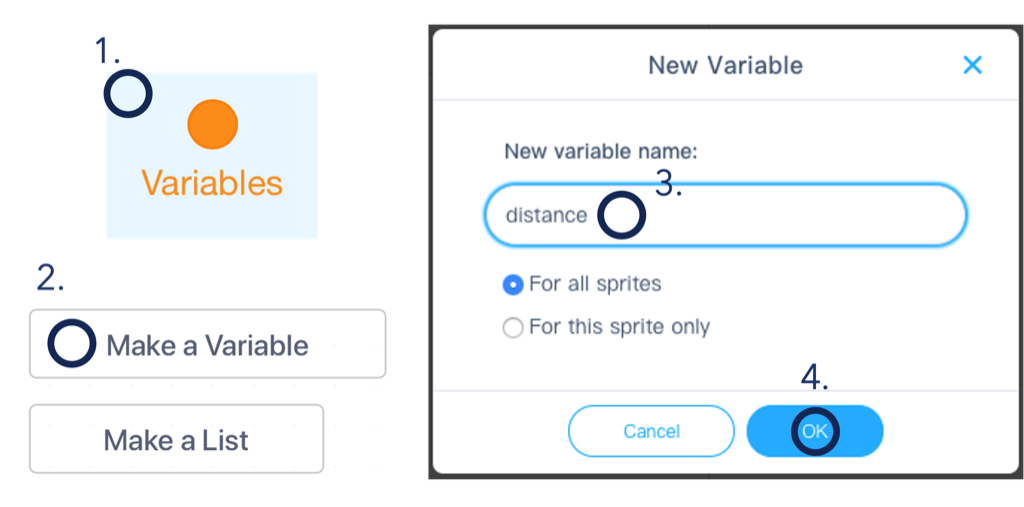 1.
Variables
2.
Make a Variable
Make a List
New Variable
New variable name:
3.
distance
For all sprites
For this sprite only
4.
Cancel
OK